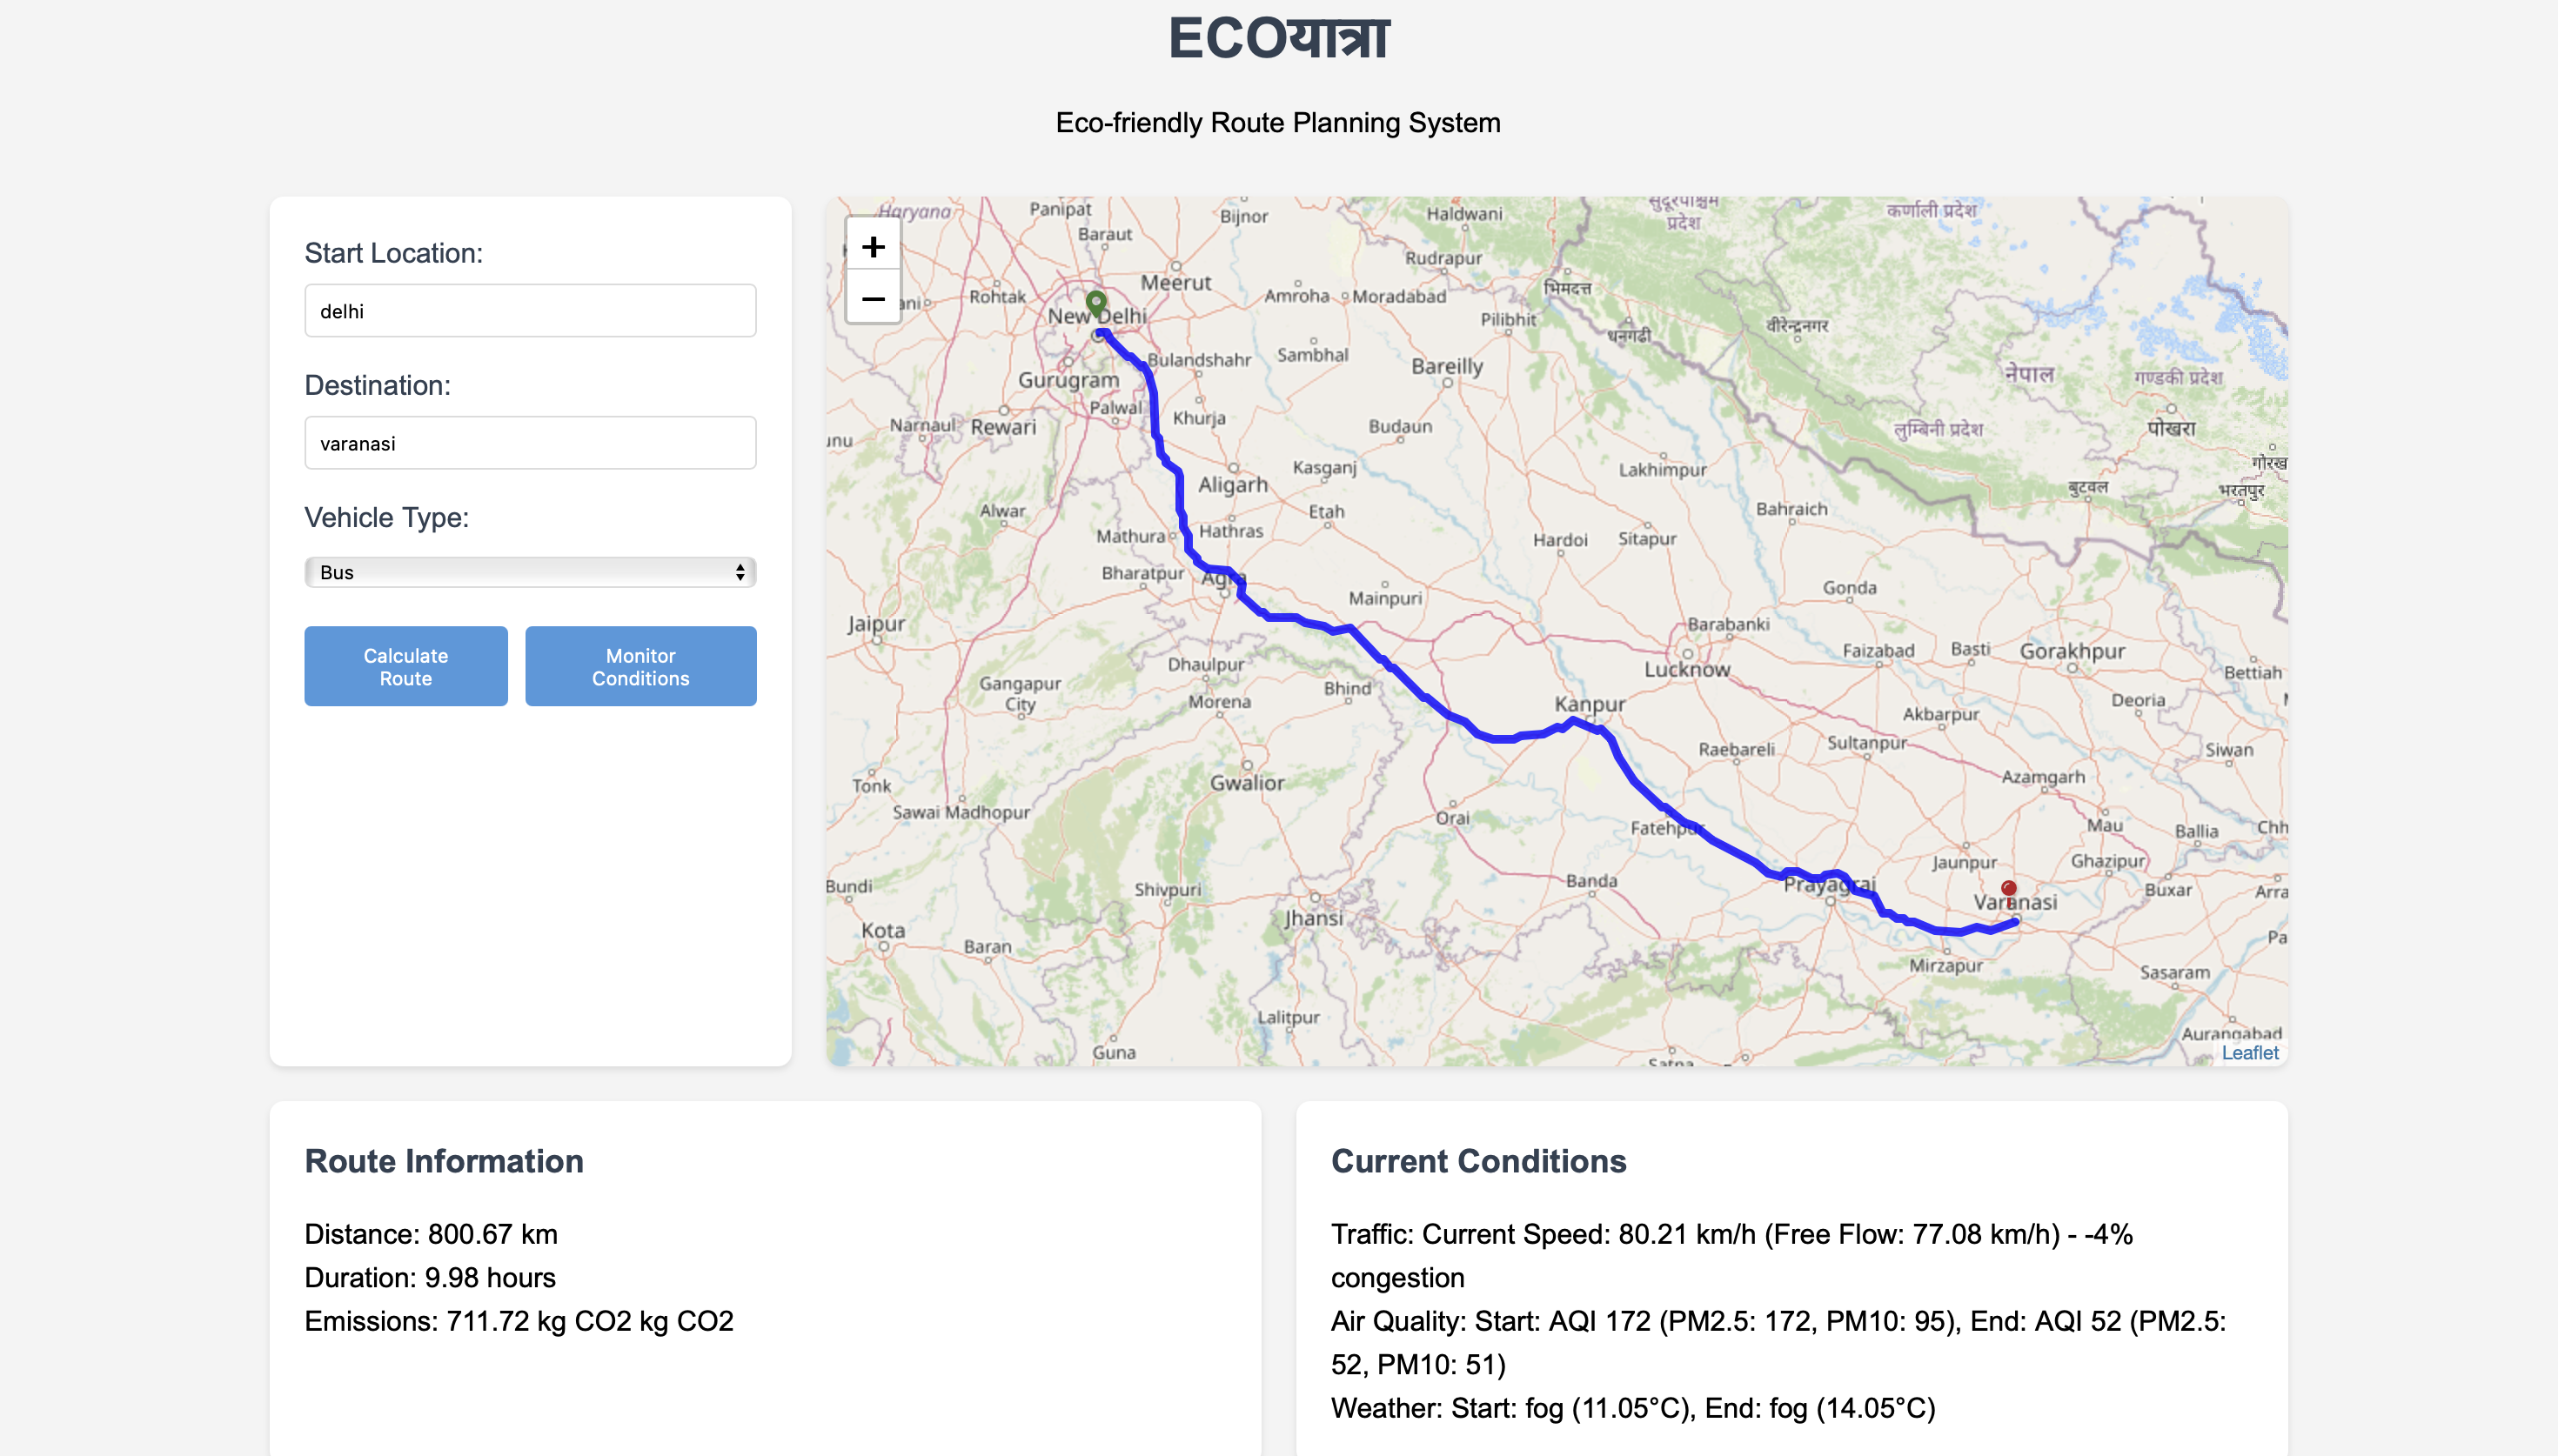 ECOयात्रा
Eco-friendly Route Planning System
Start Location:
delhi
Destination:
varanasi
Vehicle Type:
Bus
Calculate
Route
Monitor
Conditions
+
−
Haryana
Panipat
Bijnor
Haldwani
सुदूरपश्चिम
प्रदेश
कर्णाली प्रदेश
Baraut
Meerut
Rudrapur
भिमदत्त
Rohtak
Amroha
Moradabad
New Delhi
Pilibhit
धनगढी
वीरेन्द्रनगर
Bulandshahr
Sambhal
Bareilly
नेपाल
गण्डकी प्रदेश
Gurugram
Palwal
Khurja
Narnaul
Rewari
Budaun
लुम्बिनी प्रदेश
पोखरा
Kasganj
Lakhimpur
Aligarh
बुटवल
भरतपुर
Alwar
Etah
Bahraich
Mathura
Hathras
Hardoi
Sitapur
Bharatpur
Agra
Mainpuri
Gonda
Jaipur
Barabanki
Faizabad
Basti
Gorakhpur
Dhaulpur
Lucknow
Bettiah
Gangapur
City
Bhind
Morena
Kanpur
Deoria
Akbarpur
Raebareli
Sultanpur
Siwan
Tonk
Gwalior
Azamgarh
Sawai Madhopur
Orai
Fatehpur
Mau
Ballia
Chh
Jaunpur
Ghazipur
Bundi
Shivpuri
Banda
Prayagraj
Buxar
Arra
Varanasi
Jhansi
Kota
Baran
Pa
Mirzapur
Sasaram
Lalitpur
Aurangabad
Guna
Satna
Leaflet
Route Information
Distance: 800.67 km
Duration: 9.98 hours
Emissions: 711.72 kg CO2 kg CO2
Current Conditions
Traffic: Current Speed: 80.21 km/h (Free Flow: 77.08 km/h) - -4%
congestion
Air Quality: Start: AQI 172 (PM2.5: 172, PM10: 95), End: AQI 52 (PM2.5:
52, PM10: 51)
Weather: Start: fog (11.05°C), End: fog (14.05°C)